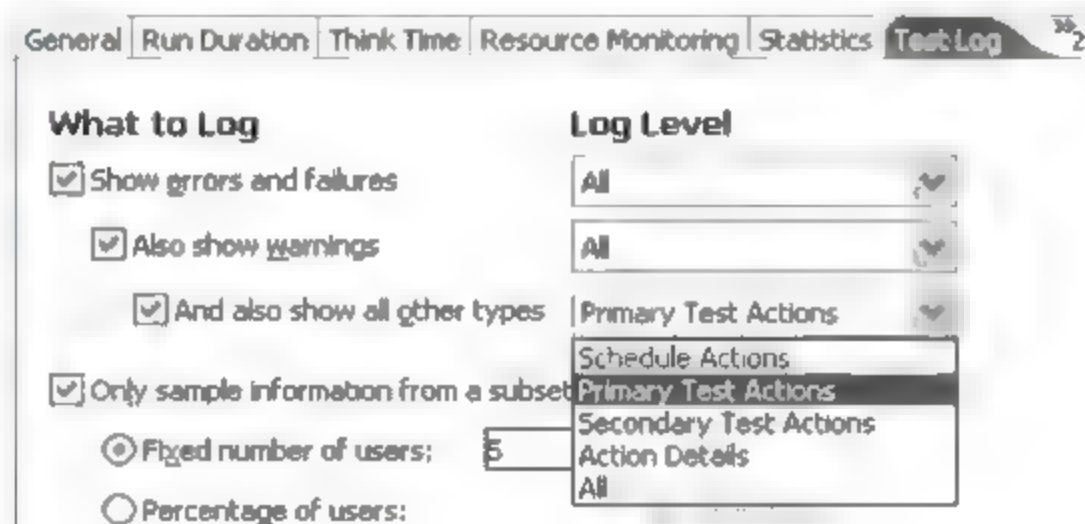 General Run Duration Think Time Resource Monitoring Statistics Test Log »2
What to Log Log Level
Show errors and failures All
Also show warnings All
And also show all other types Primary Test Actions
Schedule Actions
Only sample information from a subset Primary Test Actions
Secondary Test Actions
Fixed number of users: 5 Action Details
All
Percentage of users: